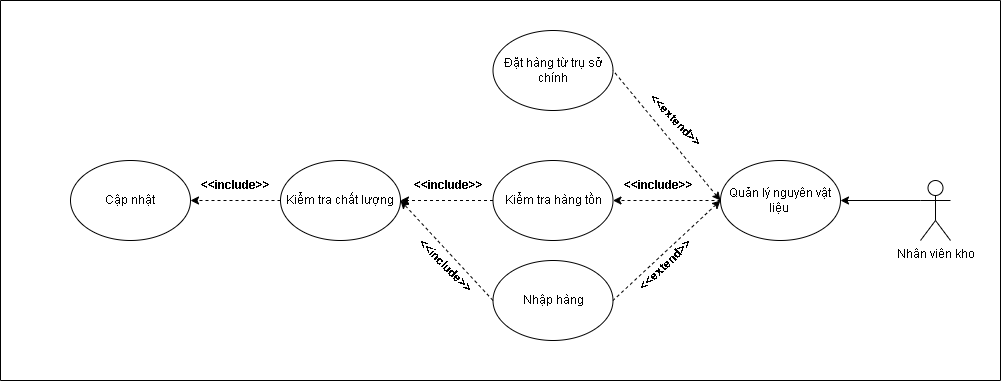 Đặt hàng từ trụ sở
chính
<<extend>>
Cập nhật
<<include>>
Kiểm tra chất lượng
<<include>>
Kiểm tra hàng tồn
<<include>>
Quản lý nguyên vật
liệu
Nhân viên kho
<<include>>
<<extend>>
Nhập hàng